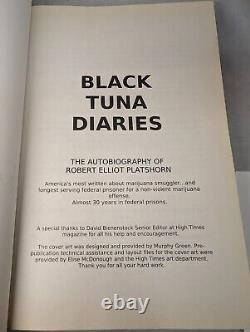 BLACK
TUNA
DIARIES
THE AUTOBIOGRAPHY OF
ROBERT ELLIOT PLATSHORN
America's most written about marijuana smuggler...and
longest serving federal prisoner for a non-violent marijuana
offense.
Almost 30 years in federal prisons.
A special thanks to David Bienenstock Senior Editor at High Times
magazine for all his help and encouragement.
The cover art was designed and provided by Murphy Green. Pre-
publication technical assistance and layout files for the cover art were
provided by Elise McDonough and the High Times art department.
Thank you for all your hard work.